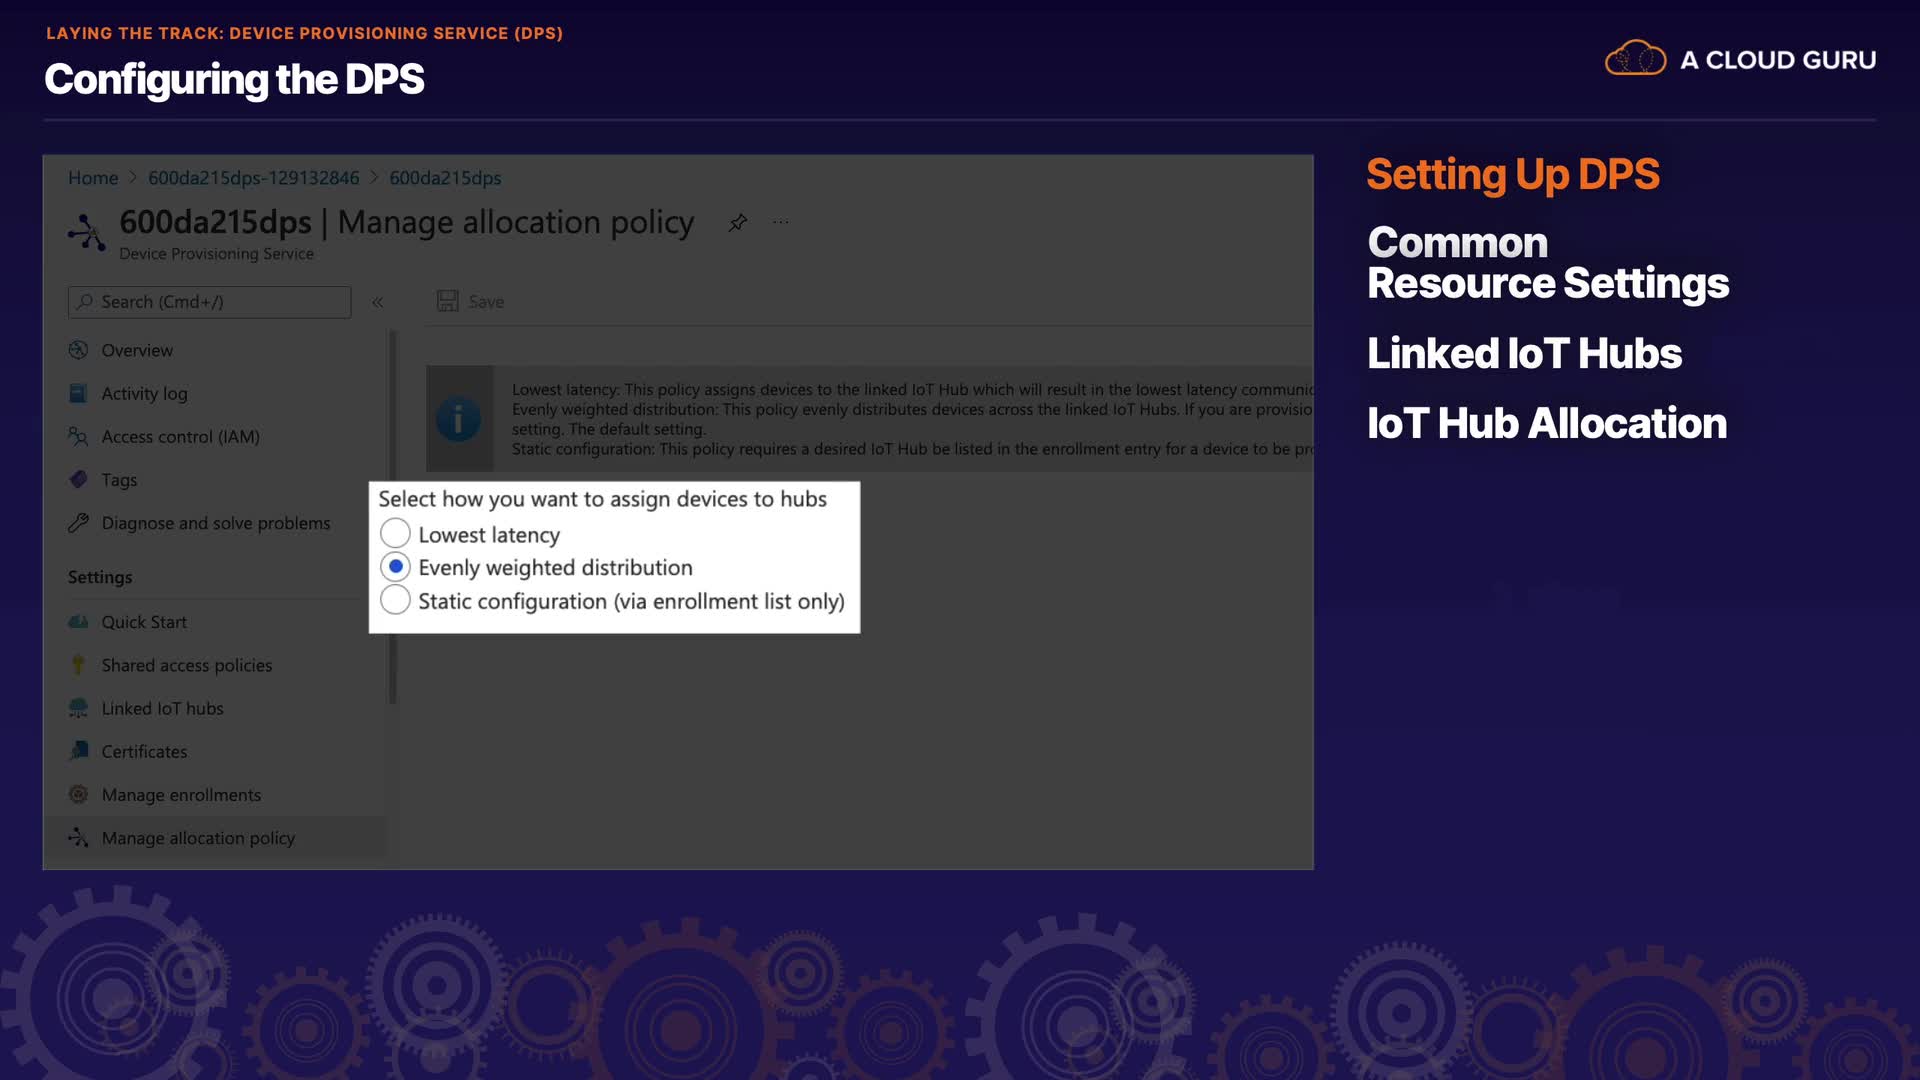 LAYING THE TRACK: DEVICE PROVISIONING SERVICE (DPS)
Configuring the DPS
A CLOUD GURU
Home > 600da215dps-129132846 > 600da215dps
600da215dps | Manage allocation policy
Device Provisioning Service
Search (Cmd+/)
«
Save
Overview
Activity log
Access control (IAM)
Tags
Diagnose and solve problems
Settings
Quick Start
Shared access policies
Linked IoT hubs
Certificates
Manage enrollments
Manage allocation policy
Lowest latency: This policy assigns devices to the linked IoT Hub which will result in the lowest latency
Evenly weighted distribution: This policy evenly distributes devices across the linked IoT Hubs. If you are
setting. The default setting.
Static configuration: This policy requires a desired IoT Hub be listed in the enrollment entry for a device to be
Select how you want to assign devices to hubs
Lowest latency
Evenly weighted distribution
Static configuration (via enrollment list only)
Setting Up DPS
Common
Resource Settings
Linked IoT Hubs
IoT Hub Allocation